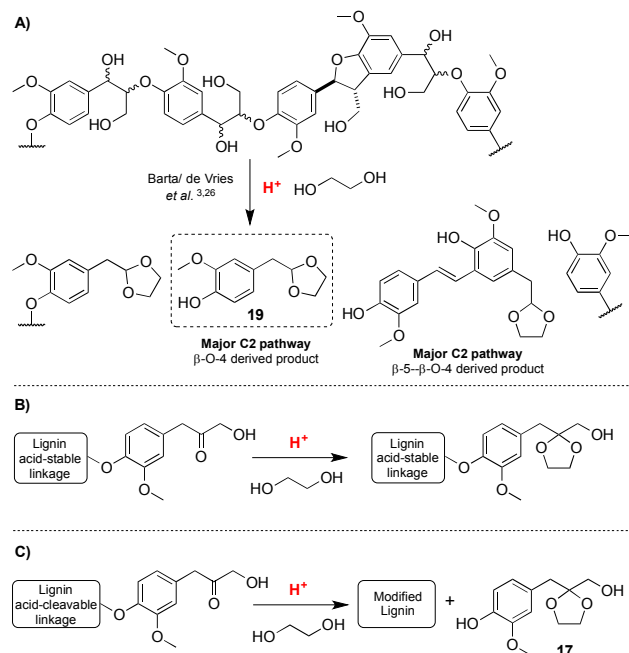 A)
O
OH
O
O
HO
O
OH
HO
O
O
OH
HO
O
O
O
O
OH
HO
O
O
O
Barta/ de Vries
et al. 3,26
H+
HO
OH
O
O
O
O
O
HO
O
O
19
Major C2 pathway
β-O-4 derived product
HO
O
HO
O
O
O
Major C2 pathway
β-5--β-O-4 derived product
HO
O
B)
Lignin
acid-stable
linkage
O
O
O
OH
H+
HO
OH
Lignin
acid-stable
linkage
O
O
O
O
OH
C)
Lignin
acid-cleavable
linkage
O
O
O
OH
H+
HO
OH
Modified
Lignin
+
HO
O
O
O
OH
17